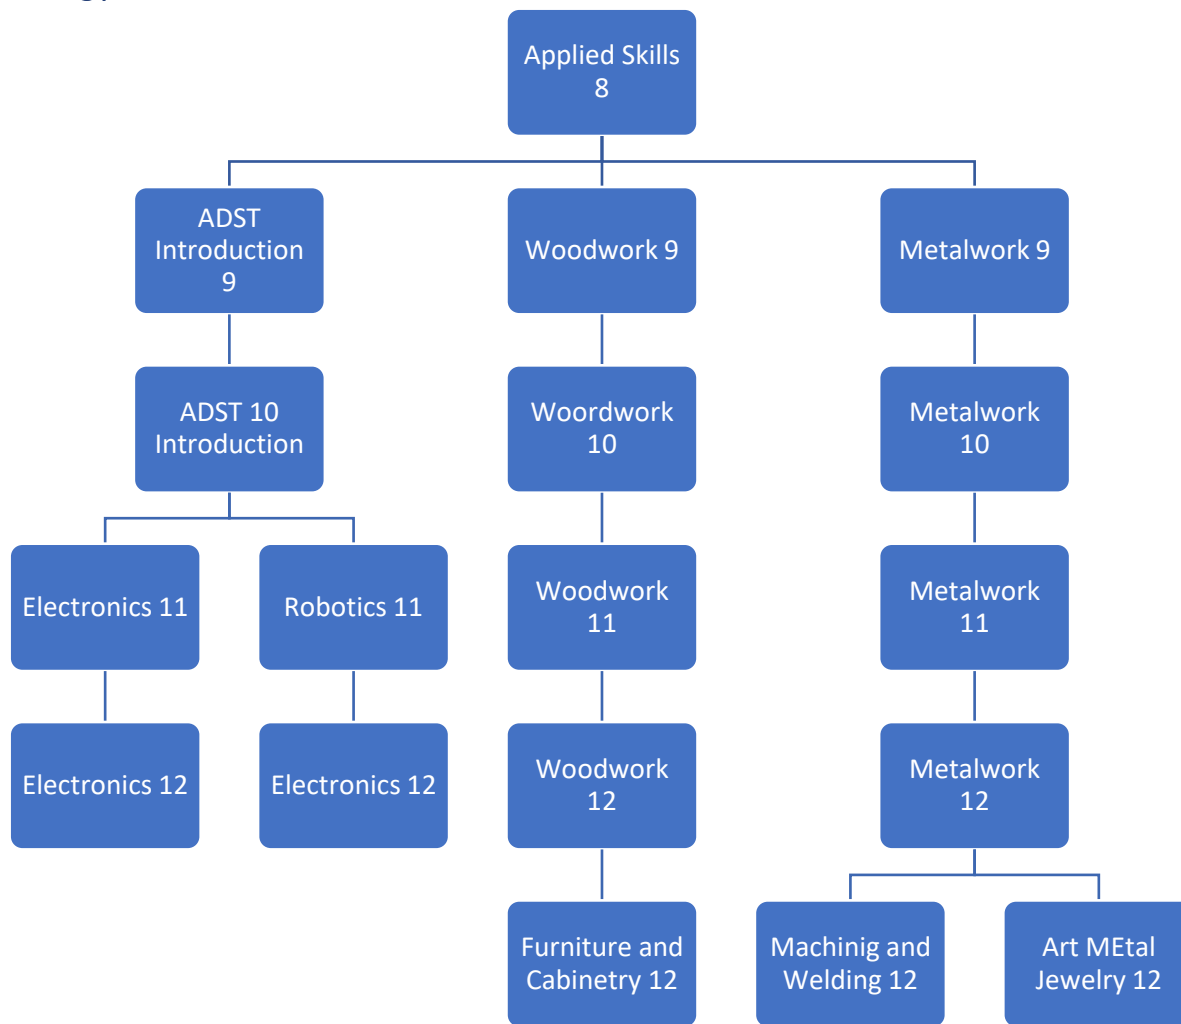 Applied Skills
8
ADST
Introduction
9
Woodwork 9
Metalwork 9
ADST 10
Introduction
Woordwork
10
Metalwork
10
Electronics 11
Robotics 11
Woodwork
11
Metalwork
11
Electronics 12
Electronics 12
Woodwork
12
Metalwork
12
Furniture and
Cabinetry 12
Machinig and
Welding 12
Art MEtal
Jewelry 12